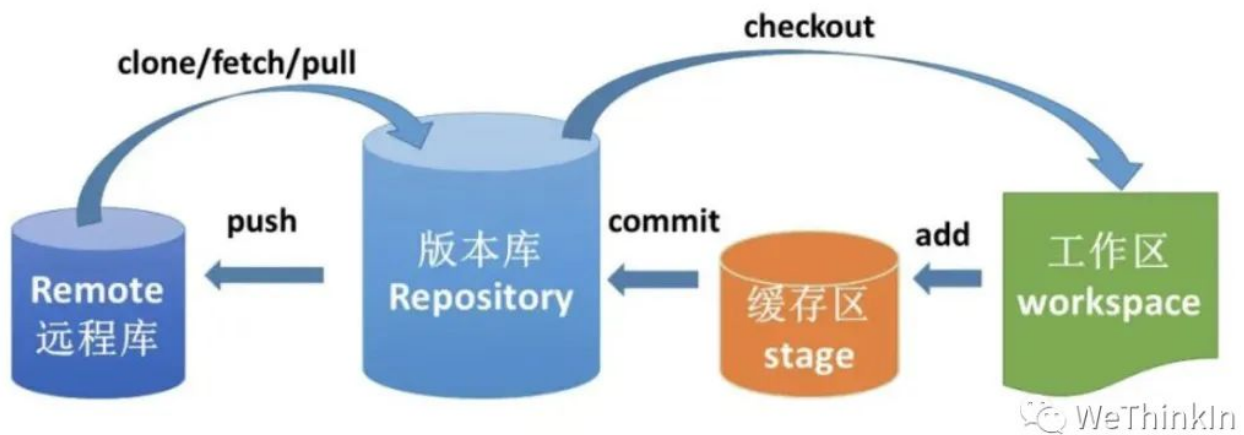 checkout
clone/fetch/pull
push
commit
add
Remote
远程库
版本库
Repository
缓存区
stage
工作区
workspace
WeThinkIn